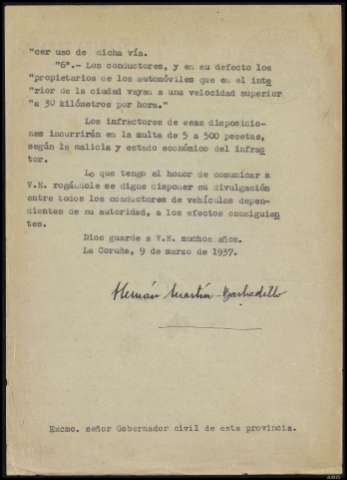 "cer uso de dicha vía.
"6ª.- Los conductores, y en su defecto los
"propietarios de los automóviles que en el inte
"rior de la ciudad vayan a una velocidad superior
"a 30 kilómetros por hora."
Los infractores de esas disposicio-
nes incurrirán en la multa de 5 a 500 pesetas,
según la malicia y estado económico del infrac
tor.
Lo que tengo el honor de comunicar a
V.E. rogándole se digne disponer su divulgación
entre todos los conductores de vehículos depen-
dientes de su autoridad, a los efectos consiguien
tes.
Dios guarde a V.E. muchos años.
La Coruña, 9 de marzo de 1937.
Hernán Martín-Barbadillo
Excmo. señor Gobernador civil de esta provincia.